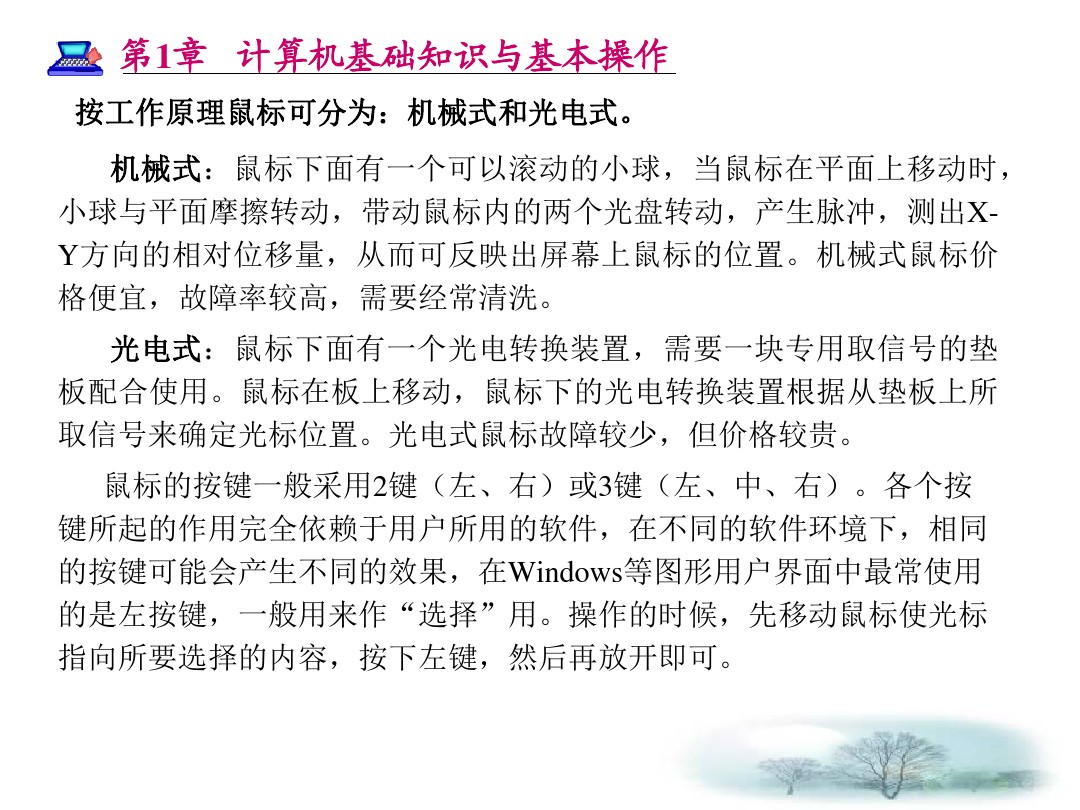 第1章 计算机基础知识与基本操作
按工作原理鼠标可分为：机械式和光电式。
机械式：鼠标下面有一个可以滚动的小球，当鼠标在平面上移动时，
小球与平面摩擦转动，带动鼠标内的两个光盘转动，产生脉冲，测出X-
Y方向的相对位移量，从而可反映出屏幕上鼠标的位置。机械式鼠标价
格便宜，故障率较高，需要经常清洗。
光电式：鼠标下面有一个光电转换装置，需要一块专用取信号的垫
板配合使用。鼠标在板上移动，鼠标下的光电转换装置根据从垫板上所
取信号来确定光标位置。光电式鼠标故障较少，但价格较贵。
鼠标的按键一般采用2键（左、右）或3键（左、中、右）。各个按
键所起的作用完全依赖于用户所用的软件，在不同的软件环境下，相同
的按键可能会产生不同的效果，在Windows等图形用户界面中最常使用
的是左按键，一般用来作“选择”用。操作的时候，先移动鼠标使光标
指向所要选择的内容，按下左键，然后再放开即可。